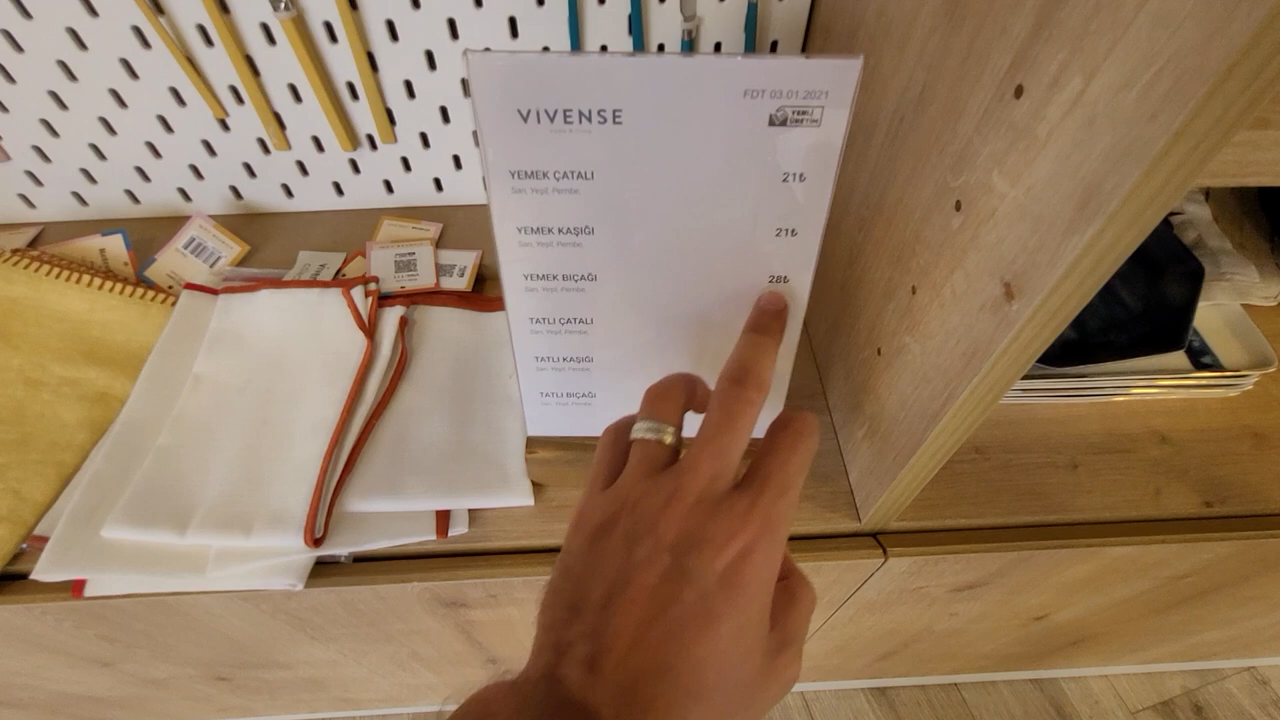 VİVENSE
FDT 03.01.2021
YERLİ
ÜRETİM
YEMEK ÇATALI 21₺
Sarı, Yeşil, Pembe,
YEMEK KAŞIĞI 21₺
Sarı, Yeşil, Pembe,
YEMEK BIÇAĞI 28₺
Sarı, Yeşil, Pembe,
TATLI ÇATALI
Sarı, Yeşil, Pembe,
TATLI KAŞIĞI
Sarı, Yeşil, Pembe,
TATLI BIÇAĞI
Sarı, Yeşil, Pembe,